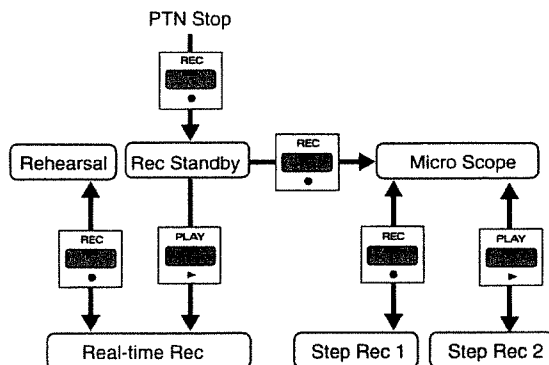 PTN Stop
REC
Rehearsal
Rec Standby
REC
Micro Scope
REC
PLAY
REC
PLAY
Real-time Rec
Step Rec 1
Step Rec 2